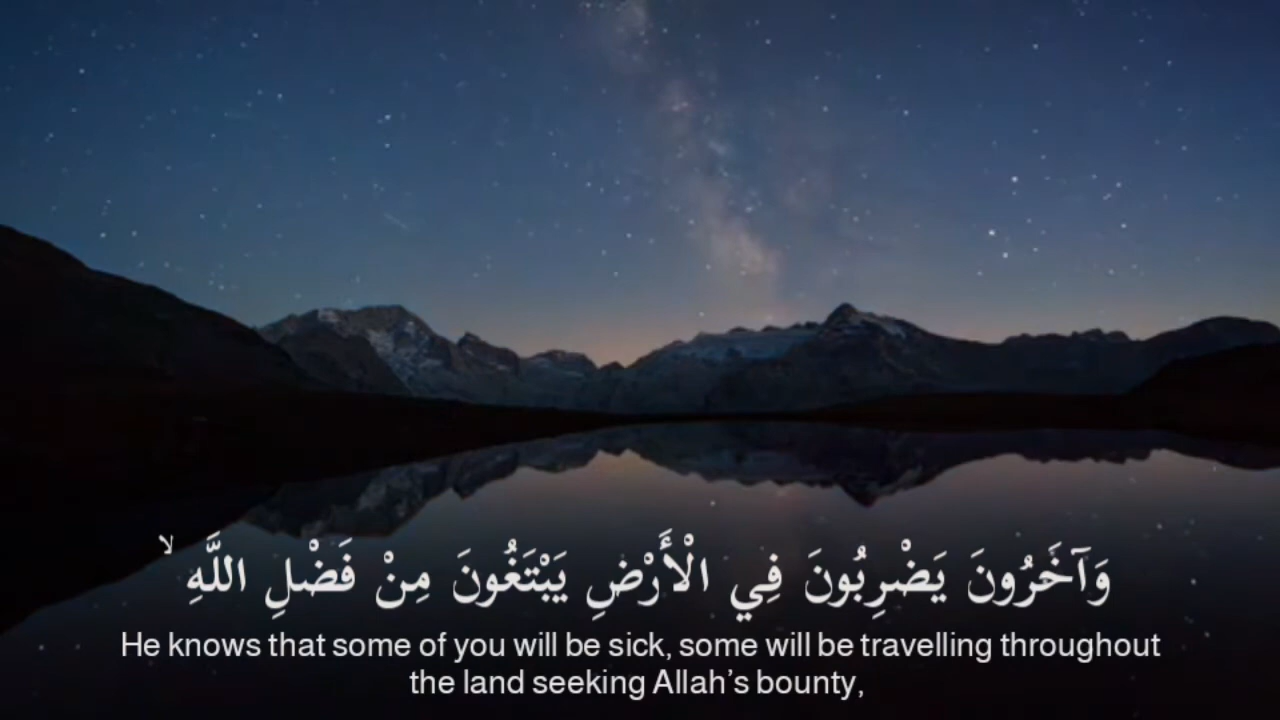 وَآخَرُونَ يَضْرِبُونَ فِي الْأَرْضِ يَبْتَغُونَ مِنْ فَضْلِ اللَّهِ ۙ
He knows that some of you will be sick, some will be travelling throughout
the land seeking Allah’s bounty,